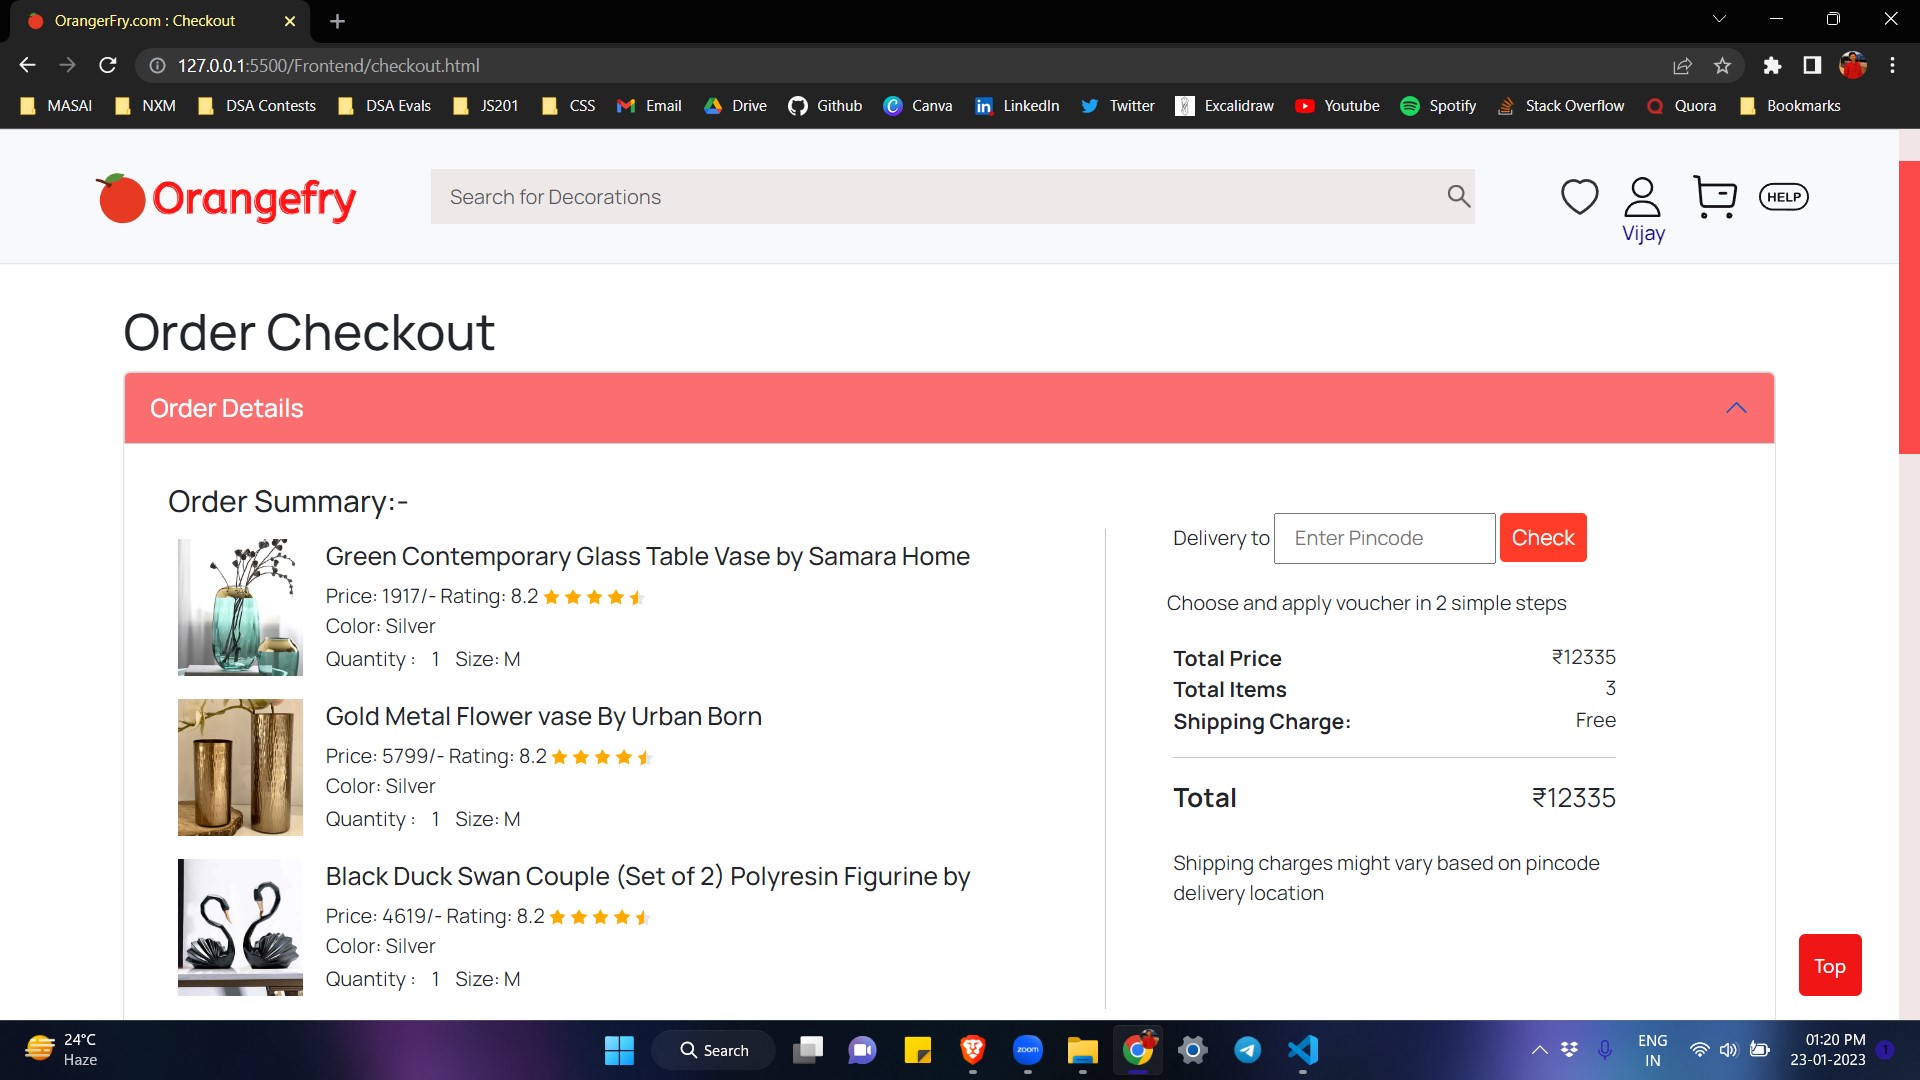 OrangerFry.com : Checkout
127.0.0.1:5500/Frontend/checkout.html
MASAI NXM DSA Contests DSA Evals JS201 CSS Email Drive Github Canva LinkedIn Twitter Excalidraw Youtube Spotify Stack Overflow Quora Bookmarks
Orangefry
Search for Decorations
HELP
Vijay
Order Checkout
Order Details
Order Summary:-
Green Contemporary Glass Table Vase by Samara Home
Price: 1917/- Rating: 8.2
Color: Silver
Quantity : 1 Size: M
Gold Metal Flower vase By Urban Born
Price: 5799/- Rating: 8.2
Color: Silver
Quantity : 1 Size: M
Black Duck Swan Couple (Set of 2) Polyresin Figurine by
Price: 4619/- Rating: 8.2
Color: Silver
Quantity : 1 Size: M
Delivery to Enter Pincode Check
Choose and apply voucher in 2 simple steps
Total Price ₹12335
Total Items 3
Shipping Charge: Free
Total ₹12335
Shipping charges might vary based on pincode
delivery location
Top
24°C
Haze
Search
zoom
ENG
IN
01:20 PM
23-01-2023
1